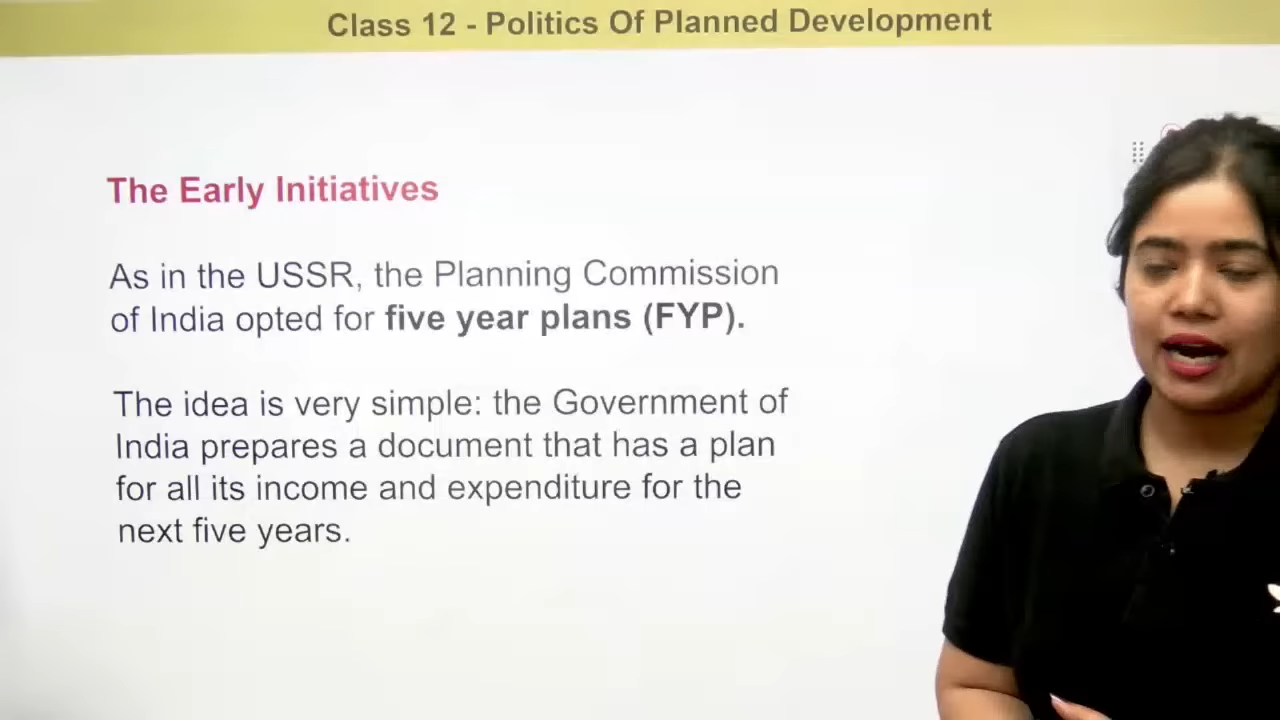 Class 12 - Politics Of Planned Development
The Early Initiatives
As in the USSR, the Planning Commission
of India opted for five year plans (FYP).
The idea is very simple: the Government of
India prepares a document that has a plan
for all its income and expenditure for the
next five years.